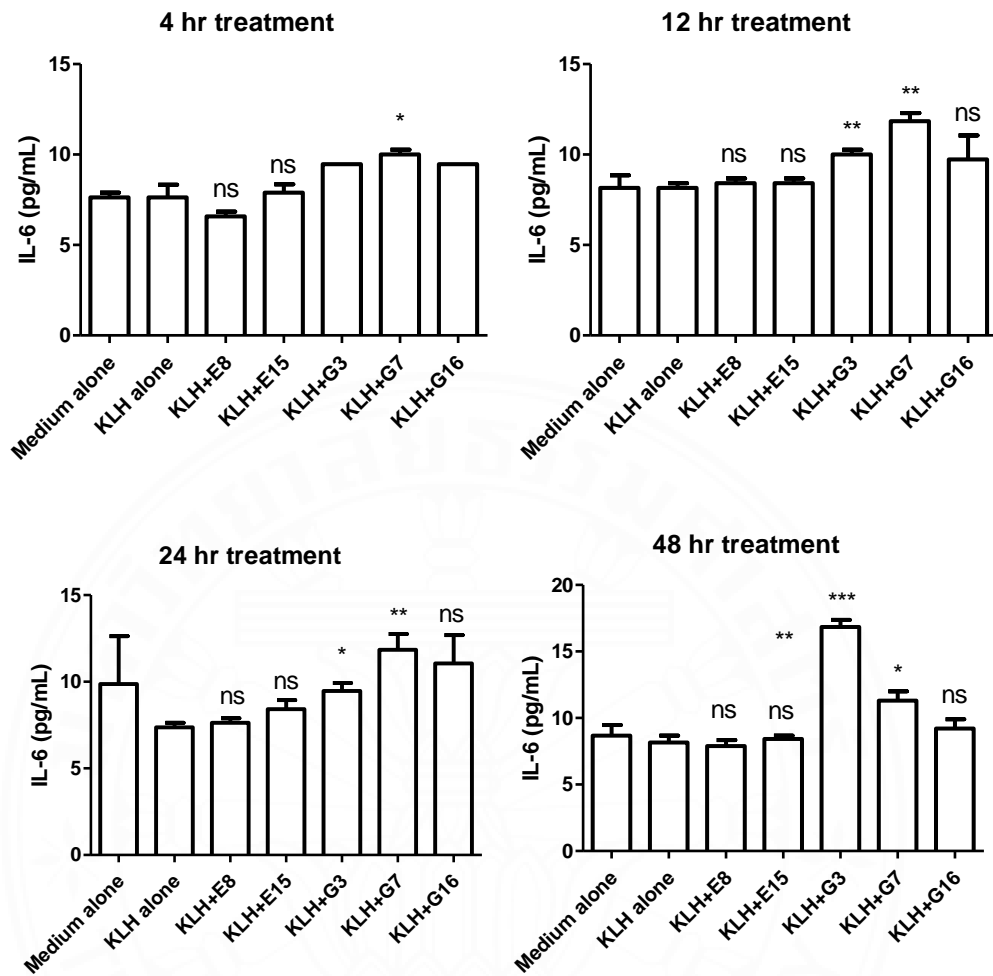 4 hr treatment
15
10
5
0
IL-6 (pg/mL)
ns
ns
*
Medium alone
KLH alone
KLH+E8
KLH+E15
KLH+G3
KLH+G7
KLH+G16
12 hr treatment
15
10
5
0
IL-6 (pg/mL)
ns
ns
**
**
ns
Medium alone
KLH alone
KLH+E8
KLH+E15
KLH+G3
KLH+G7
KLH+G16
24 hr treatment
15
10
5
0
IL-6 (pg/mL)
ns
ns
*
**
ns
Medium alone
KLH alone
KLH+E8
KLH+E15
KLH+G3
KLH+G7
KLH+G16
48 hr treatment
20
15
10
5
0
IL-6 (pg/mL)
ns
**
ns
***
*
ns
Medium alone
KLH alone
KLH+E8
KLH+E15
KLH+G3
KLH+G7
KLH+G16